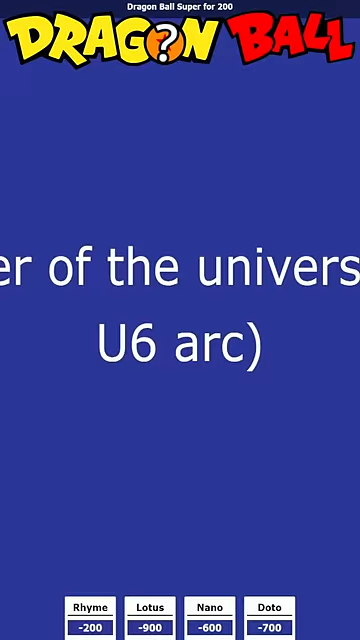 Dragon Ball Super for 200
DRAGON BALL
er of the univers
U6 arc)
Rhyme Lotus Nano Doto
-200 -900 -600 -700